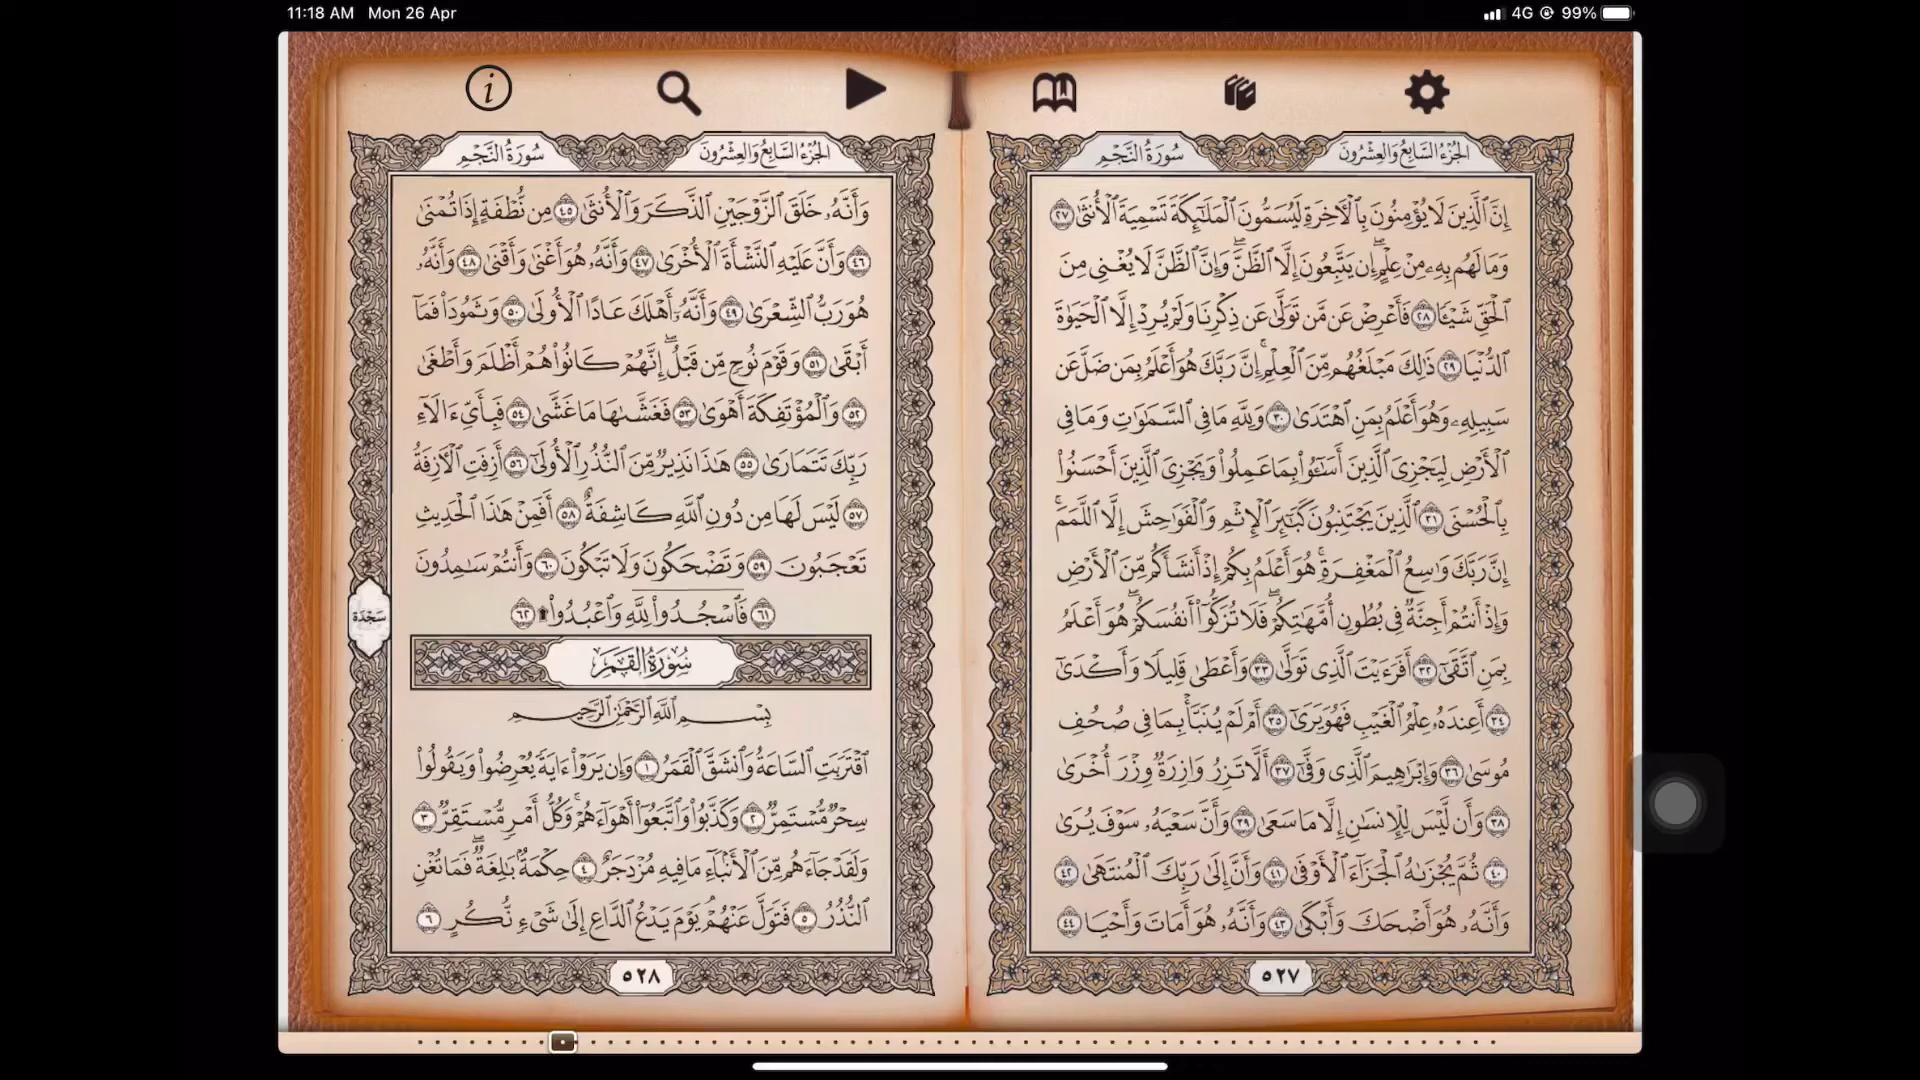 11:18 AM Mon 26 Apr
4G 99%
الجزء السابع والعشرون
سورة النجم
إِنَّ ٱلَّذِينَ لَا يُؤْمِنُونَ بِٱلْأَخِرَةِ لَيُسَمُّونَ ٱلْمَلَٰٓئِكَةَ تَسْمِيَةَ ٱلْأُنثَىٰ ٢٧
وَمَا لَهُم بِهِۦ مِنْ عِلْمٍ ۖ إِن يَتَّبِعُونَ إِلَّا ٱلظَّنَّ ۖ وَإِنَّ ٱلظَّنَّ لَا يُغْنِى مِنَ
ٱلْحَقِّ شَيْـًٔا ٢٨ فَأَعْرِضْ عَن مَّن تَوَلَّىٰ عَن ذِكْرِنَا وَلَمْ يُرِدْ إِلَّا ٱلْحَيَوٰةَ
ٱلدُّنْيَا ٢٩ ذَٰلِكَ مَبْلَغُهُم مِّنَ ٱلْعِلْمِ ۚ إِنَّ رَبَّكَ هُوَ أَعْلَمُ بِمَن ضَلَّ عَن
سَبِيلِهِۦ وَهُوَ أَعْلَمُ بِمَنِ ٱهْتَدَىٰ ٣٠ وَلِلَّهِ مَا فِى ٱلسَّمَٰوَٰتِ وَمَا فِى
ٱلْأَرْضِ لِيَجْزِىَ ٱلَّذِينَ أَسَٰٓـُٔوا۟ بِمَا عَمِلُوا۟ وَيَجْزِىَ ٱلَّذِينَ أَحْسَنُوا۟
بِٱلْحُسْنَى ٣١ ٱلَّذِينَ يَجْتَنِبُونَ كَبَٰٓئِرَ ٱلْإِثْمِ وَٱلْفَوَٰحِشَ إِلَّا ٱللَّمَمَ ۚ
إِنَّ رَبَّكَ وَٰسِعُ ٱلْمَغْفِرَةِ ۚ هُوَ أَعْلَمُ بِكُمْ إِذْ أَنشَأَكُم مِّنَ ٱلْأَرْضِ
وَإِذْ أَنتُمْ أَجِنَّةٌ فِى بُطُونِ أُمَّهَٰتِكُمْ ۖ فَلَا تُزَكُّوٓا۟ أَنفُسَكُمْ ۖ هُوَ أَعْلَمُ
بِمَنِ ٱتَّقَىٰٓ ٣٢ أَفَرَءَيْتَ ٱلَّذِى تَوَلَّىٰ ٣٣ وَأَعْطَىٰ قَلِيلًا وَأَكْدَىٰٓ
٣٤ أَعِندَهُۥ عِلْمُ ٱلْغَيْبِ فَهُوَ يَرَىٰٓ ٣٥ أَمْ لَمْ يُنَبَّأْ بِمَا فِى صُحُفِ
مُوسَىٰ ٣٦ وَإِبْرَٰهِيمَ ٱلَّذِى وَفَّىٰٓ ٣٧ أَلَّا تَزِرُ وَازِرَةٌ وِزْرَ أُخْرَىٰ
٣٨ وَأَن لَّيْسَ لِلْإِنسَٰنِ إِلَّا مَا سَعَىٰ ٣٩ وَأَنَّ سَعْيَهُۥ سَوْفَ يُرَىٰ
٤٠ ثُمَّ يُجْزَىٰهُ ٱلْجَزَآءَ ٱلْأَوْفَىٰ ٤١ وَأَنَّ إِلَىٰ رَبِّكَ ٱلْمُنتَهَىٰ ٤٢
وَأَنَّهُۥ هُوَ أَضْحَكَ وَأَبْكَىٰ ٤٣ وَأَنَّهُۥ هُوَ أَمَاتَ وَأَحْيَا ٤٤
٥٢٧
الجزء السابع والعشرون
سورة النجم
وَأَنَّهُۥ خَلَقَ ٱلزَّوْجَيْنِ ٱلذَّكَرَ وَٱلْأُنثَىٰ ٤٥ مِن نُّطْفَةٍ إِذَا تُمْنَىٰ
٤٦ وَأَنَّ عَلَيْهِ ٱلنَّشْأَةَ ٱلْأُخْرَىٰ ٤٧ وَأَنَّهُۥ هُوَ أَغْنَىٰ وَأَقْنَىٰ ٤٨ وَأَنَّهُۥ
هُوَ رَبُّ ٱلشِّعْرَىٰ ٤٩ وَأَنَّهُۥٓ أَهْلَكَ عَادًا ٱلْأُولَىٰ ٥٠ وَثَمُودَا۟ فَمَآ
أَبْقَىٰ ٥١ وَقَوْمَ نُوحٍ مِّن قَبْلُ ۖ إِنَّهُمْ كَانُوا۟ هُمْ أَظْلَمَ وَأَطْغَىٰ
٥٢ وَٱلْمُؤْتَفِكَةَ أَهْوَىٰ ٥٣ فَغَشَّىٰهَا مَا غَشَّىٰ ٥٤ فَبِأَىِّ ءَالَآءِ
رَبِّكَ تَتَمَارَىٰ ٥٥ هَٰذَا نَذِيرٌ مِّنَ ٱلنُّذُرِ ٱلْأُولَىٰٓ ٥٦ أَزِفَتِ ٱلْأَزِفَةُ
٥٧ لَيْسَ لَهَا مِن دُونِ ٱللَّهِ كَاشِفَةٌ ٥٨ أَفَمِنْ هَٰذَا ٱلْحَدِيثِ
تَعْجَبُونَ ٥٩ وَتَضْحَكُونَ وَلَا تَبْكُونَ ٦٠ وَأَنتُمْ سَٰمِدُونَ
٦١ فَٱسْجُدُوا۟ لِلَّهِ وَٱعْبُدُوا۟ ۩ ٦٢
سجدة
سورة القمر
بِسْمِ ٱللَّهِ ٱلرَّحْمَٰنِ ٱلرَّحِيمِ
ٱقْتَرَبَتِ ٱلسَّاعَةُ وَٱنشَقَّ ٱلْقَمَرُ ١ وَإِن يَرَوْا۟ ءَايَةً يُعْرِضُوا۟ وَيَقُولُوا۟
سِحْرٌ مُّسْتَمِرٌّ ٢ وَكَذَّبُوا۟ وَٱتَّبَعُوٓا۟ أَهْوَآءَهُمْ ۚ وَكُلُّ أَمْرٍ مُّسْتَقِرٌّ ٣
وَلَقَدْ جَآءَهُم مِّنَ ٱلْأَنۢبَآءِ مَا فِيهِ مُزْدَجَرٌ ٤ حِكْمَةٌۢ بَٰلِغَةٌ ۖ فَمَا تُغْنِ
ٱلنُّذُرُ ٥ فَتَوَلَّ عَنْهُمْ ۘ يَوْمَ يَدْعُ ٱلدَّاعِ إِلَىٰ شَىْءٍ نُّكُرٍ ٦
٥٢٨